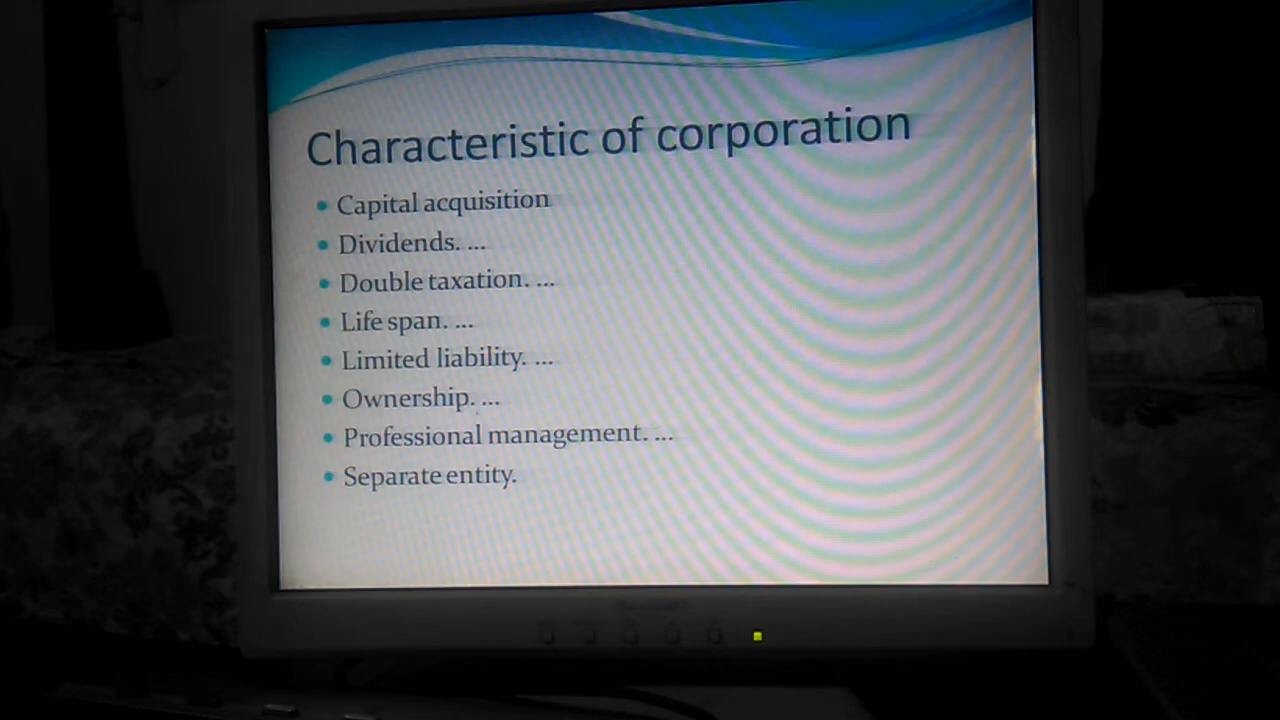 Characteristic of corporation
• Capital acquisition
• Dividends. ...
• Double taxation. ...
• Life span. ...
• Limited liability. ...
• Ownership. ...
• Professional management. ...
• Separate entity.